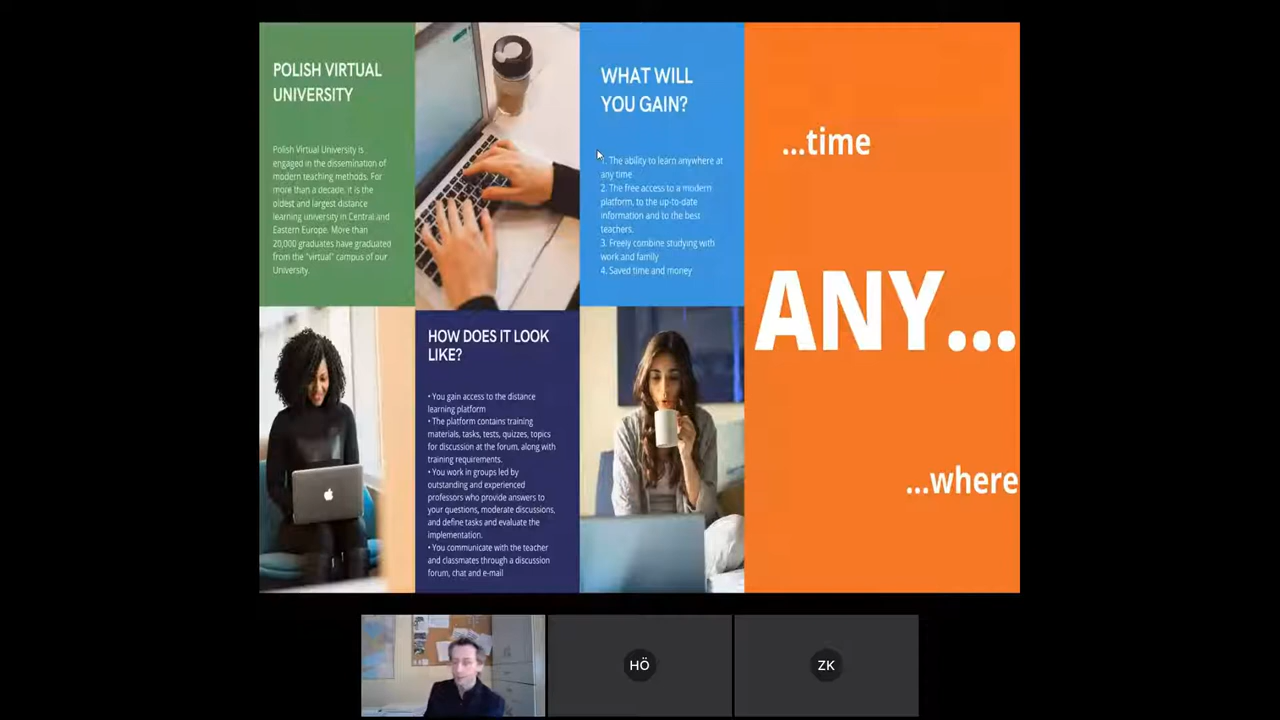 POLISH VIRTUAL
UNIVERSITY
Polish Virtual University is
engaged in the dissemination of
modern teaching methods. For
more than a decade, it is the
oldest and largest distance
learning university in Central and
Eastern Europe. More than
20,000 graduates have graduated
from the "virtual" campus of our
University.
HOW DOES IT LOOK
LIKE?
• You gain access to the distance
learning platform
• The platform contains training
materials, tasks, tests, quizzes, topics
for discussion at the forum, along with
training requirements.
• You work in groups led by
outstanding and experienced
professors who provide answers to
your questions, moderate discussions,
and define tasks and evaluate the
implementation.
• You communicate with the teacher
and classmates through a discussion
forum, chat and e-mail
WHAT WILL
YOU GAIN?
1. The ability to learn anywhere at
any time
2. The free access to a modern
platform, to the up-to-date
information and to the best
teachers.
3. Freely combine studying with
work and family
4. Saved time and money
...time
ANY...
...where
HÖ
ZK